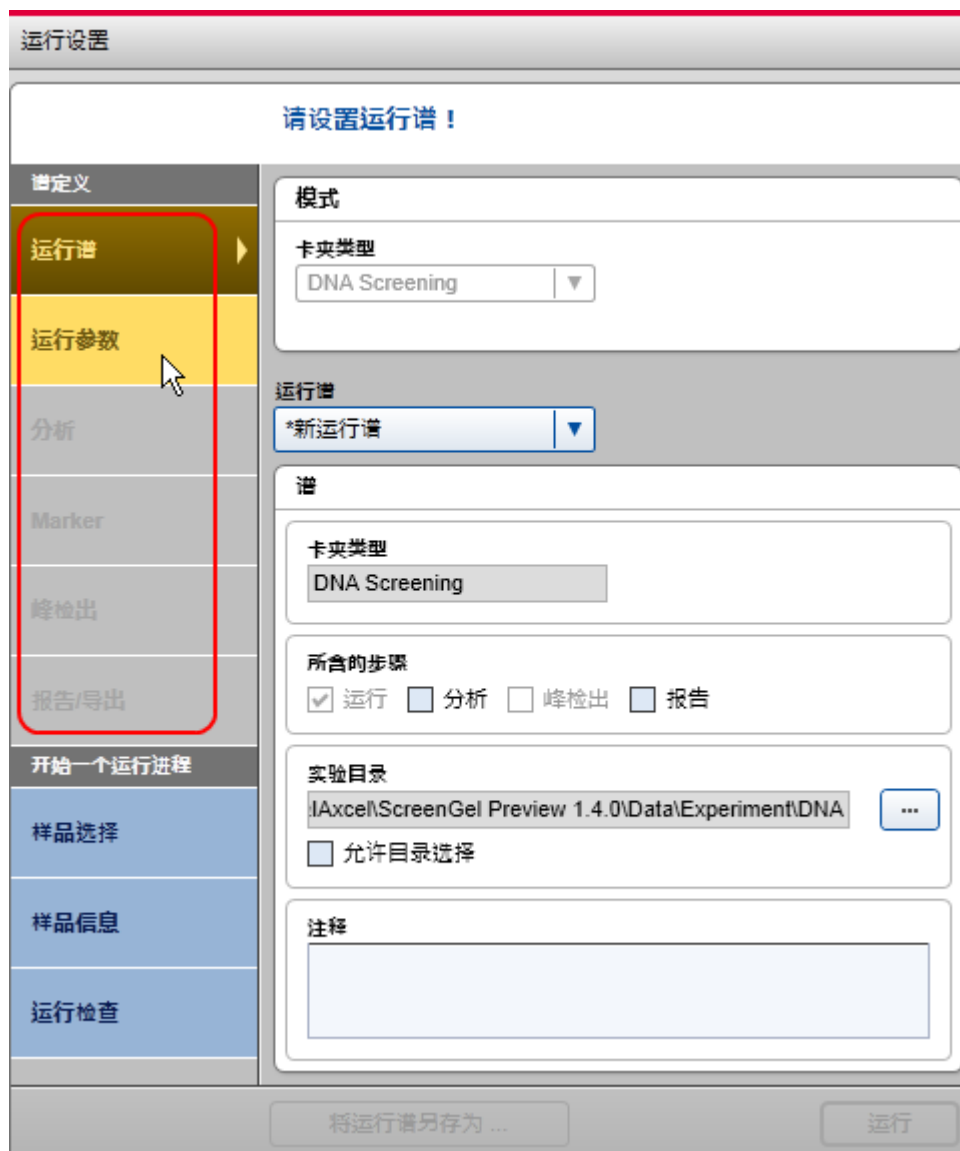 运行设置
请设置运行谱！
谱定义
运行谱
运行参数
分析
Marker
峰检出
报告/导出
开始一个运行进程
样品选择
样品信息
运行检查
模式
卡夹类型
DNA Screening
运行谱
*新运行谱
谱
卡夹类型
DNA Screening
所含的步骤
运行 分析 峰检出 报告
实验目录
:IAxcel\ScreenGel Preview 1.4.0\Data\Experiment\DNA
...
允许目录选择
注释
将运行谱另存为 ...
运行